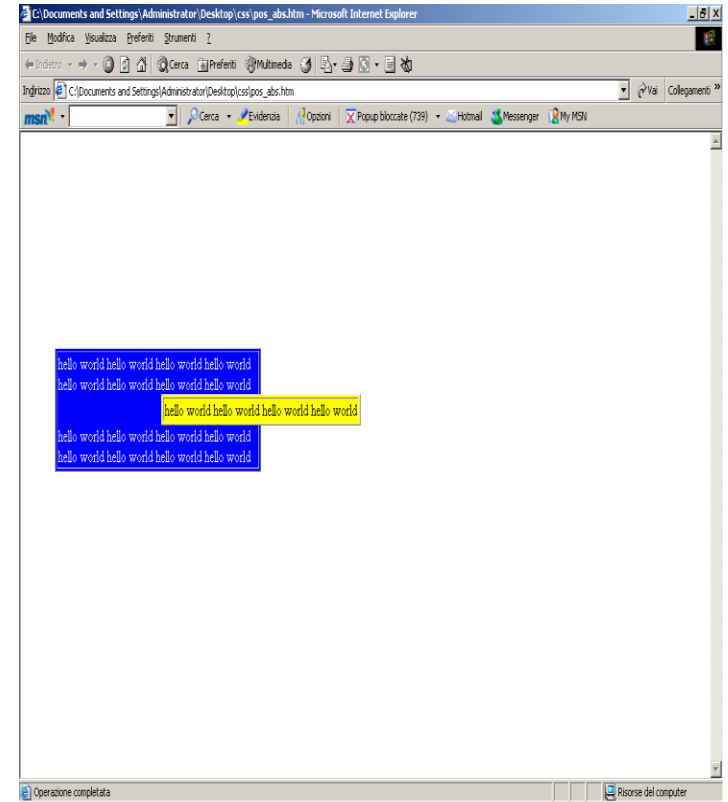 C:\Documents and Settings\Administrator\Desktop\css\pos_abs.htm - Microsoft Internet Explorer
File Modifica Visualizza Preferiti Strumenti ?
Indietro Cerca Preferiti Multimedia
Indirizzo C:\Documents and Settings\Administrator\Desktop\css\pos_abs.htm Vai Collegamenti »
msn Cerca Evidenzia Opzioni Popup bloccate (739) Hotmail Messenger My MSN
hello world hello world hello world hello world
hello world hello world hello world hello world
hello world hello world hello world hello world
hello world hello world hello world hello world
hello world hello world hello world hello world
Operazione completata Risorse del computer